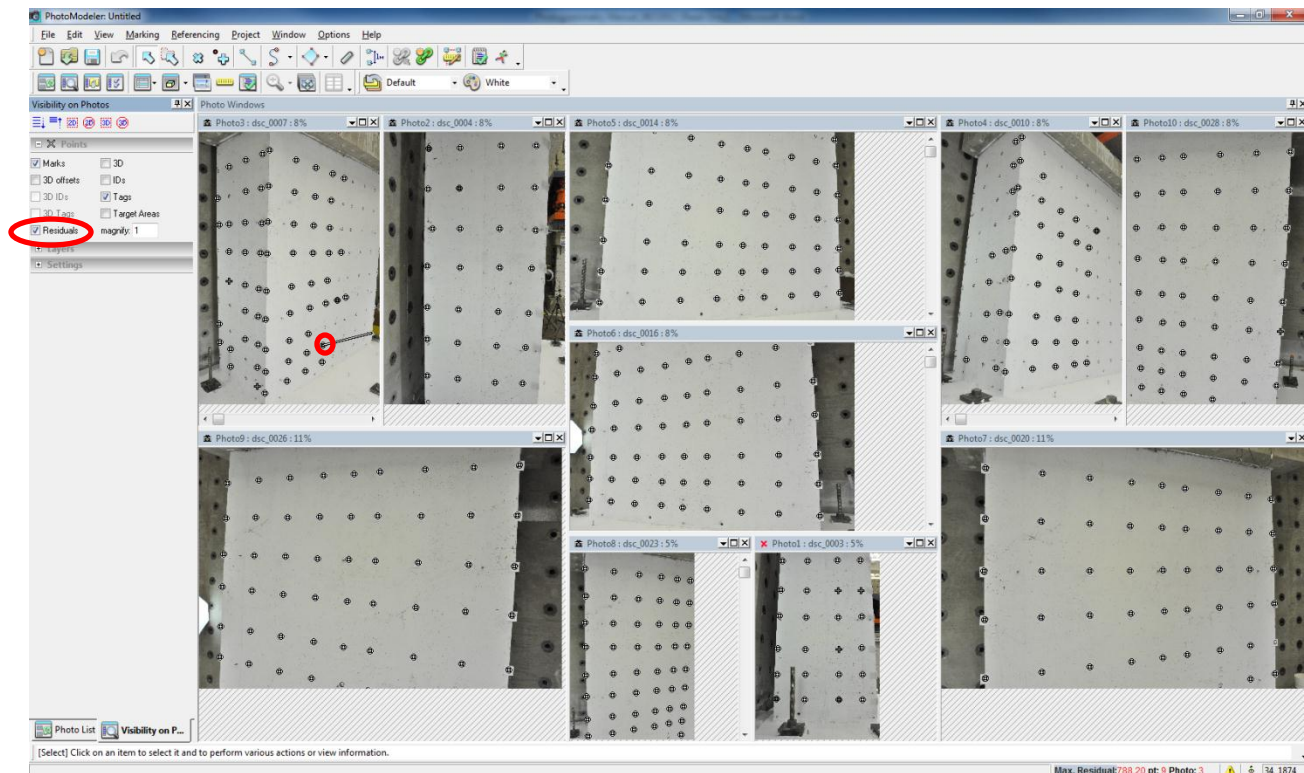 PhotoModeler: Untitled
File Edit View Marking Referencing Project Window Options Help
Default White
Visibility on Photos
Photo Windows
Photo3 : dsc_0007 : 8%
Photo2 : dsc_0004 : 8%
Photo5 : dsc_0014 : 8%
Photo4 : dsc_0010 : 8%
Photo10 : dsc_0028 : 8%
2D 3D
Points
Marks 3D
3D offsets IDs
3D IDs Tags
3D Tags Target Areas
Residuals magnify: 1
Layers
Settings
Photo6 : dsc_0016 : 8%
Photo9 : dsc_0026 : 11%
Photo7 : dsc_0020 : 11%
Photo8 : dsc_0023 : 5%
Photo1 : dsc_0003 : 5%
Photo List Visibility on P...
[Select] Click on an item to select it and to perform various actions or view information.
Max. Residual:788.20 pt: 9 Photo: 3 34.1874